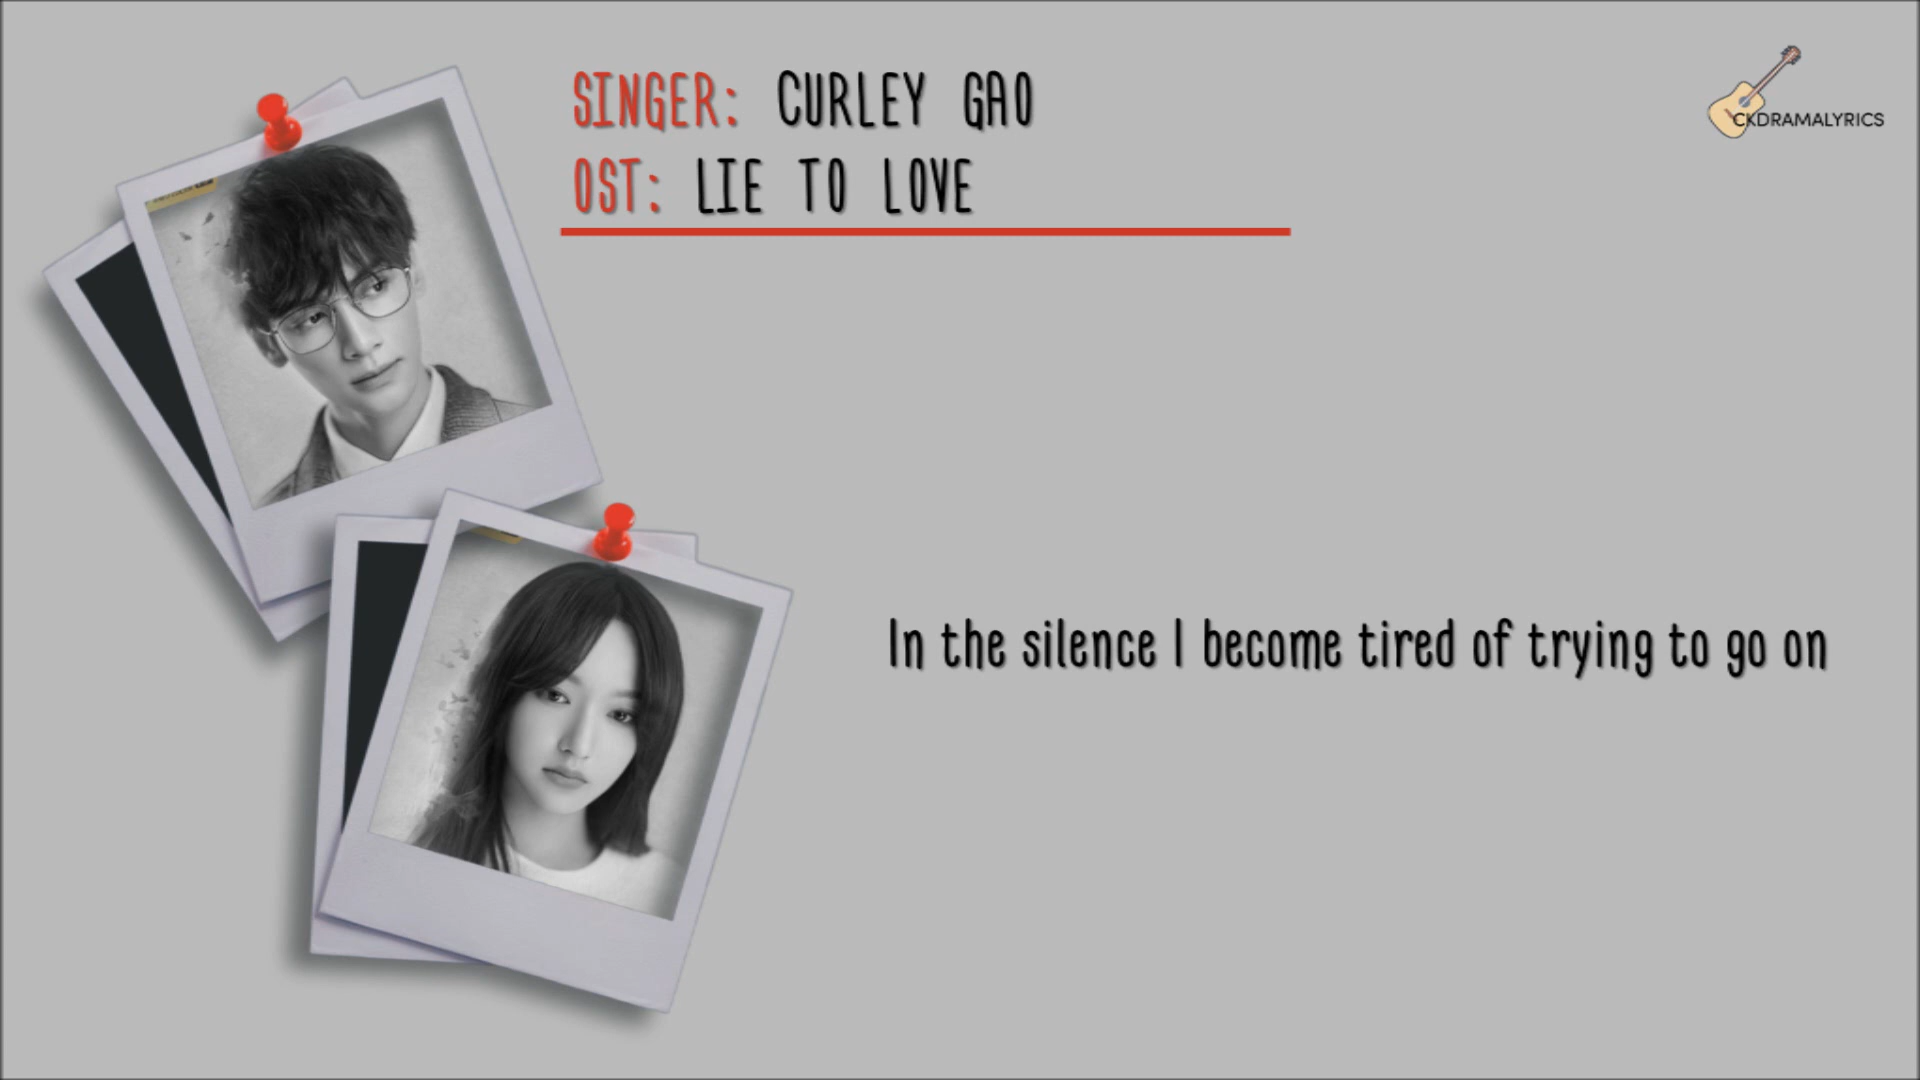 SINGER: CURLEY GAO
OST: LIE TO LOVE
CKDRAMALYRICS
In the silence I become tired of trying to go on